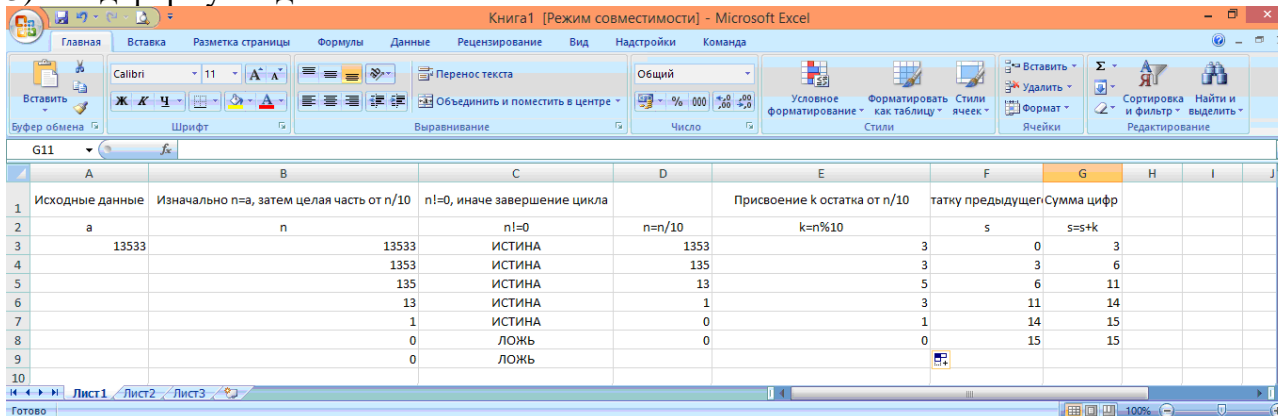 Книга1 [Режим совместимости] - Microsoft Excel
Главная Вставка Разметка страницы Формулы Данные Рецензирование Вид Надстройки Команда
Вставить
Calibri 11
Ж К Ч
Перенос текста
Объединить и поместить в центре
Общий
% 000
Условное форматирование
Форматировать как таблицу
Стили ячеек
Вставить
Удалить
Формат
Сортировка и фильтр
Найти и выделить
Буфер обмена Шрифт Выравнивание Число Стили Ячейки Редактирование
G11 fx
A B C D E F G H I J
1 Исходные данные Изначально n=a, затем целая часть от n/10 n!=0, иначе завершение цикла Присвоение k остатка от n/10 татку предыдущег Сумма цифр
2 a n n!=0 n=n/10 k=n%10 s s=s+k
3 13533 13533 ИСТИНА 1353 3 0 3
4 1353 ИСТИНА 135 3 3 6
5 135 ИСТИНА 13 5 6 11
6 13 ИСТИНА 1 3 11 14
7 1 ИСТИНА 0 1 14 15
8 0 ЛОЖЬ 0 0 15 15
9 0 ЛОЖЬ
10
Лист1 Лист2 Лист3
Готово 100%